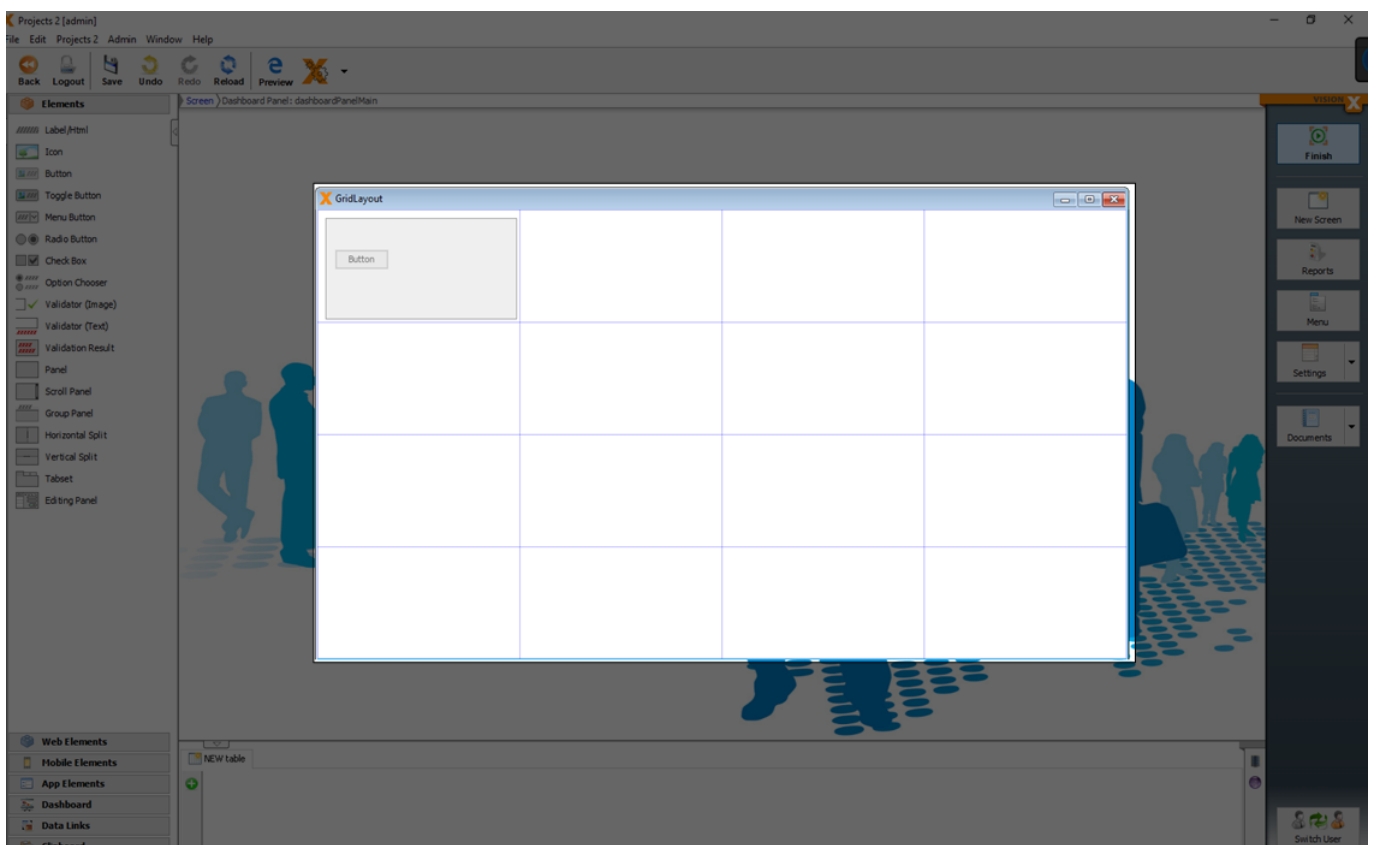 Projects 2 [admin]
File Edit Projects 2 Admin Window Help
Back Logout Save Undo Redo Reload Preview
Elements
Screen Dashboard Panel: dashboardPanelMain
VISION X
Label/Html
Icon
Button
Toggle Button
Menu Button
Radio Button
Check Box
Option Chooser
Validator (Image)
Validator (Text)
Validation Result
Panel
Scroll Panel
Group Panel
Horizontal Split
Vertical Split
Tabset
Editing Panel
GridLayout
Button
Finish
New Screen
Reports
Menu
Settings
Documents
Web Elements
Mobile Elements
App Elements
Dashboard
Data Links
Clipboard
NEW table
Switch User